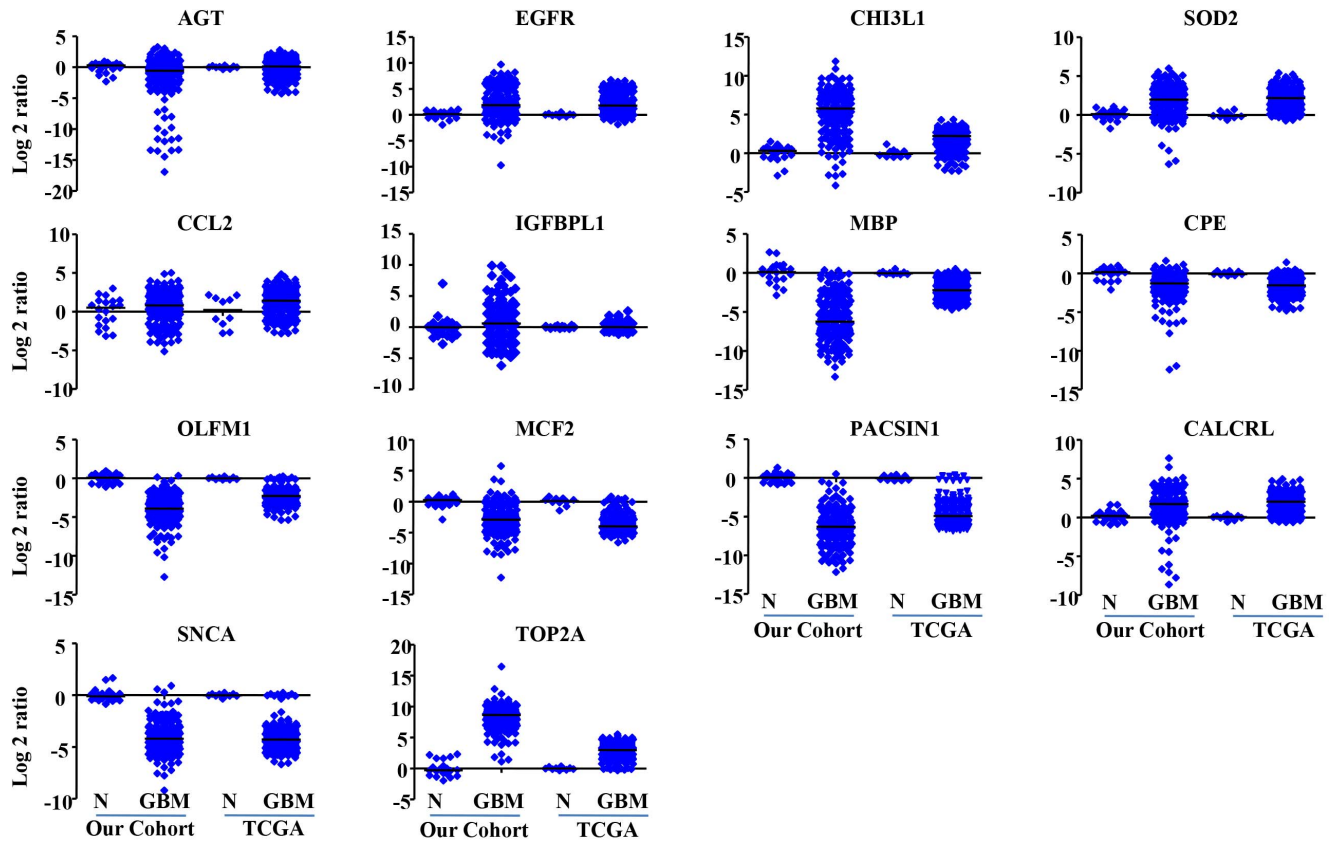 AGT EGFR CHI3L1 SOD2
Log 2 ratio
5 0 -5 -10 -15 -20
15 10 5 0 -5 -10 -15
15 10 5 0 -5
10 5 0 -5 -10
CCL2 IGFBPL1 MBP CPE
Log 2 ratio
10 5 0 -5 -10
15 10 5 0 -5 -10
5 0 -5 -10 -15
5 0 -5 -10 -15
OLFM1 MCF2 PACSIN1 CALCRL
Log 2 ratio
5 0 -5 -10 -15
10 5 0 -5 -10 -15
5 0 -5 -10 -15
10 5 0 -5 -10
N GBM N GBM N GBM N GBM
Our Cohort TCGA Our Cohort TCGA
SNCA TOP2A
Log 2 ratio
5 0 -5 -10
20 15 10 5 0 -5
N GBM N GBM N GBM N GBM
Our Cohort TCGA Our Cohort TCGA